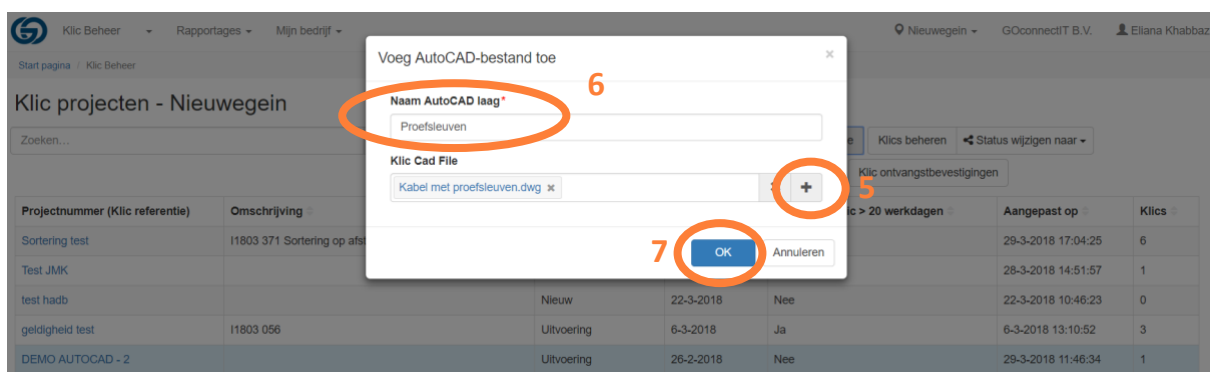 Klic Beheer Rapportages Mijn bedrijf Nieuwegein GOconnectIT B.V. Eliana Khabbaz
Start pagina / Klic Beheer
Voeg AutoCAD-bestand toe ×
6
Klic projecten - Nieuwegein
Naam AutoCAD laag*
Proefsleuven
Zoeken... Klics beheren Status wijzigen naar
Klic Cad File
Klic ontvangstbevestigingen
Kabel met proefsleuven.dwg × + 5
Projectnummer (Klic referentie) Omschrijving > 20 werkdagen Aangepast op Klics
7 OK Annuleren
Sortering test I1803 371 Sortering op afst 29-3-2018 17:04:25 6
Test JMK 28-3-2018 14:51:57 1
test hadb Nieuw 22-3-2018 Nee 22-3-2018 10:46:23 0
geldigheid test I1803 056 Uitvoering 6-3-2018 Ja 6-3-2018 13:10:52 3
DEMO AUTOCAD - 2 Uitvoering 26-2-2018 Nee 29-3-2018 11:46:34 1